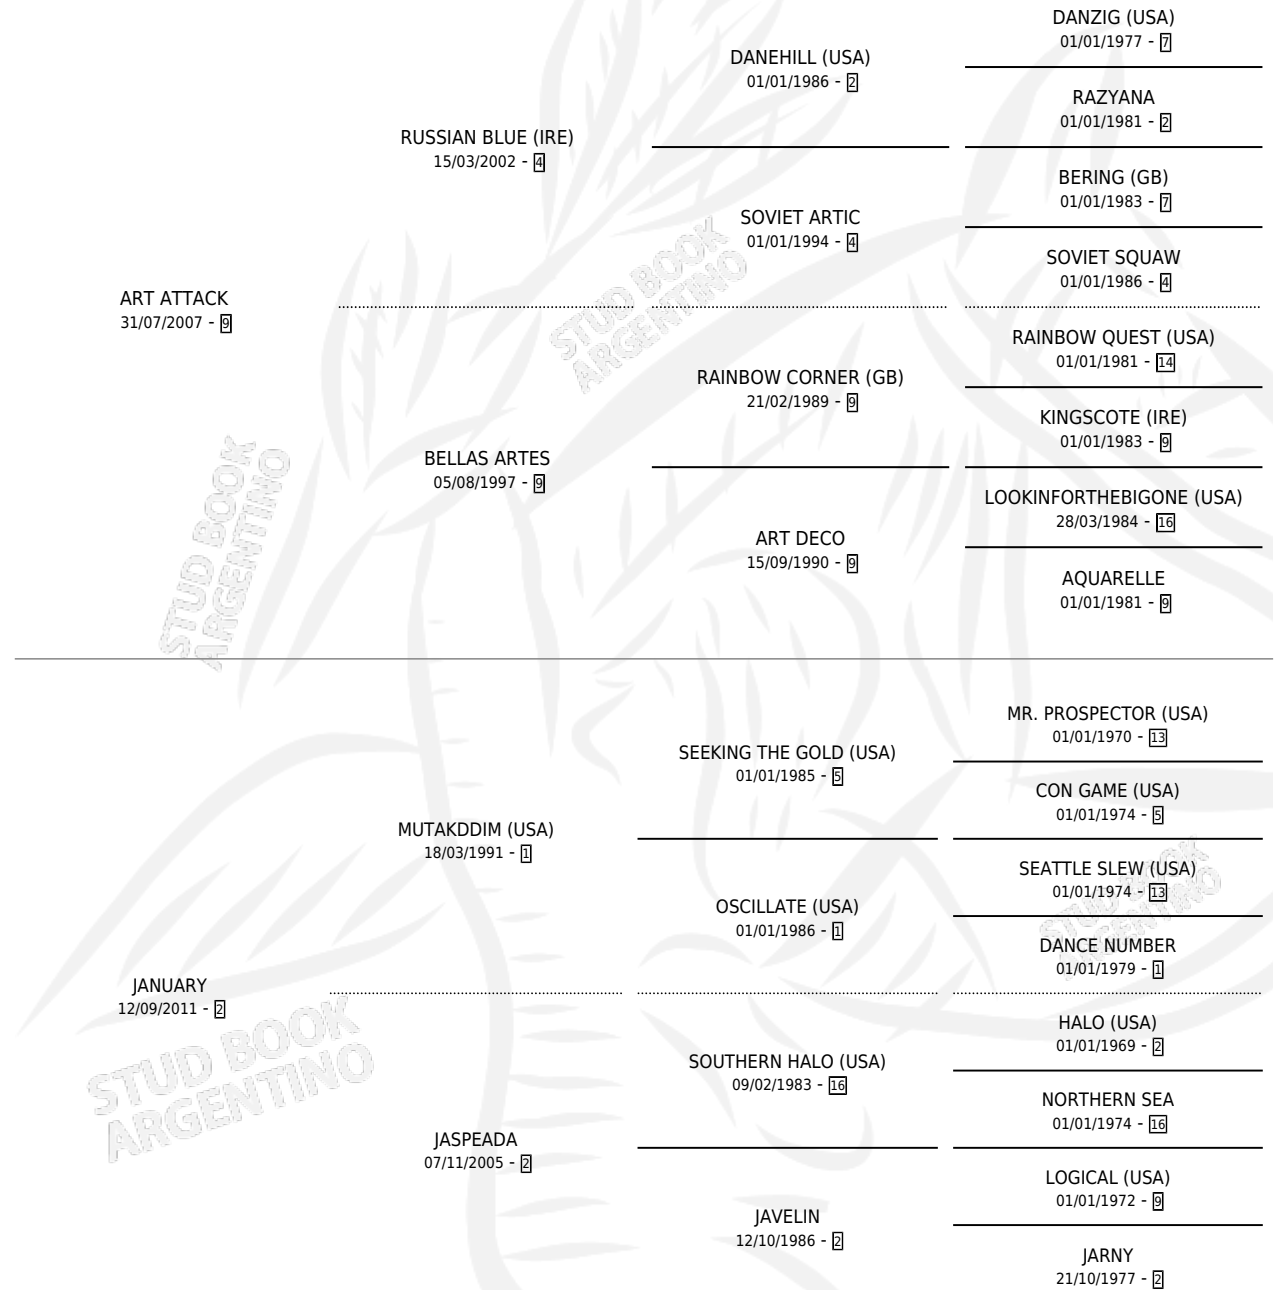 DANZIG (USA)
01/01/1977 - 7
DANEHILL (USA)
01/01/1986 - 2
RAZYANA
01/01/1981 - 2
RUSSIAN BLUE (IRE)
15/03/2002 - 4
BERING (GB)
01/01/1983 - 7
SOVIET ARTIC
01/01/1994 - 4
SOVIET SQUAW
01/01/1986 - 4
ART ATTACK
31/07/2007 - 9
RAINBOW QUEST (USA)
01/01/1981 - 14
RAINBOW CORNER (GB)
21/02/1989 - 9
KINGSCOTE (IRE)
01/01/1983 - 9
BELLAS ARTES
05/08/1997 - 9
LOOKINFORTHEBIGONE (USA)
28/03/1984 - 16
ART DECO
15/09/1990 - 9
AQUARELLE
01/01/1981 - 9
STUD BOOK
ARGENTINO
STUD BOOK
ARGENTINO
MR. PROSPECTOR (USA)
01/01/1970 - 13
SEEKING THE GOLD (USA)
01/01/1985 - 5
CON GAME (USA)
01/01/1974 - 5
MUTAKDDIM (USA)
18/03/1991 - 1
SEATTLE SLEW (USA)
01/01/1974 - 13
OSCILLATE (USA)
01/01/1986 - 1
DANCE NUMBER
01/01/1979 - 1
STUD BOOK
ARGENTINO
JANUARY
12/09/2011 - 2
HALO (USA)
01/01/1969 - 2
SOUTHERN HALO (USA)
09/02/1983 - 16
NORTHERN SEA
01/01/1974 - 16
JASPEADA
07/11/2005 - 2
LOGICAL (USA)
01/01/1972 - 9
JAVELIN
12/10/1986 - 2
JARNY
21/10/1977 - 2
STUD BOOK
ARGENTINO